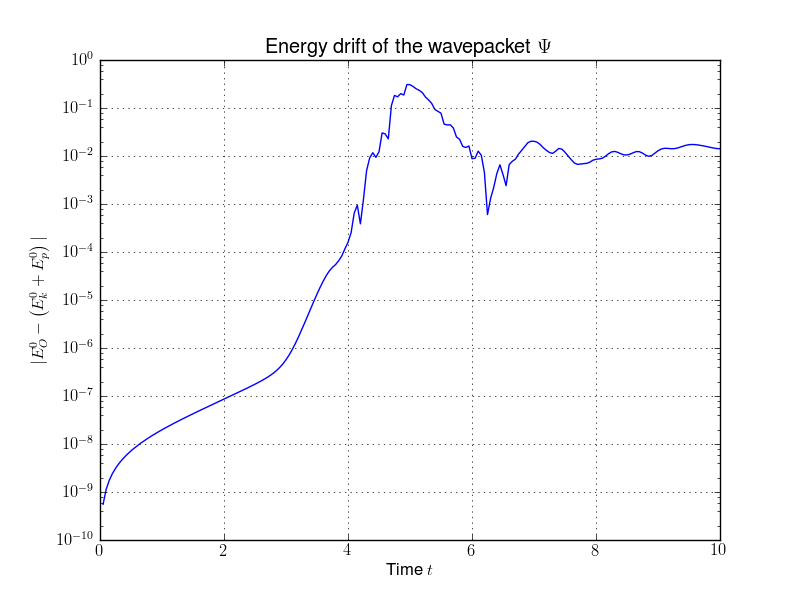 Energy drift of the wavepacket Ψ
10⁰
10⁻¹
10⁻²
10⁻³
10⁻⁴
10⁻⁵
10⁻⁶
10⁻⁷
10⁻⁸
10⁻⁹
10⁻¹⁰
|E_O^0 − (E_k^0 + E_p^0) |
0 2 4 6 8 10
Time t